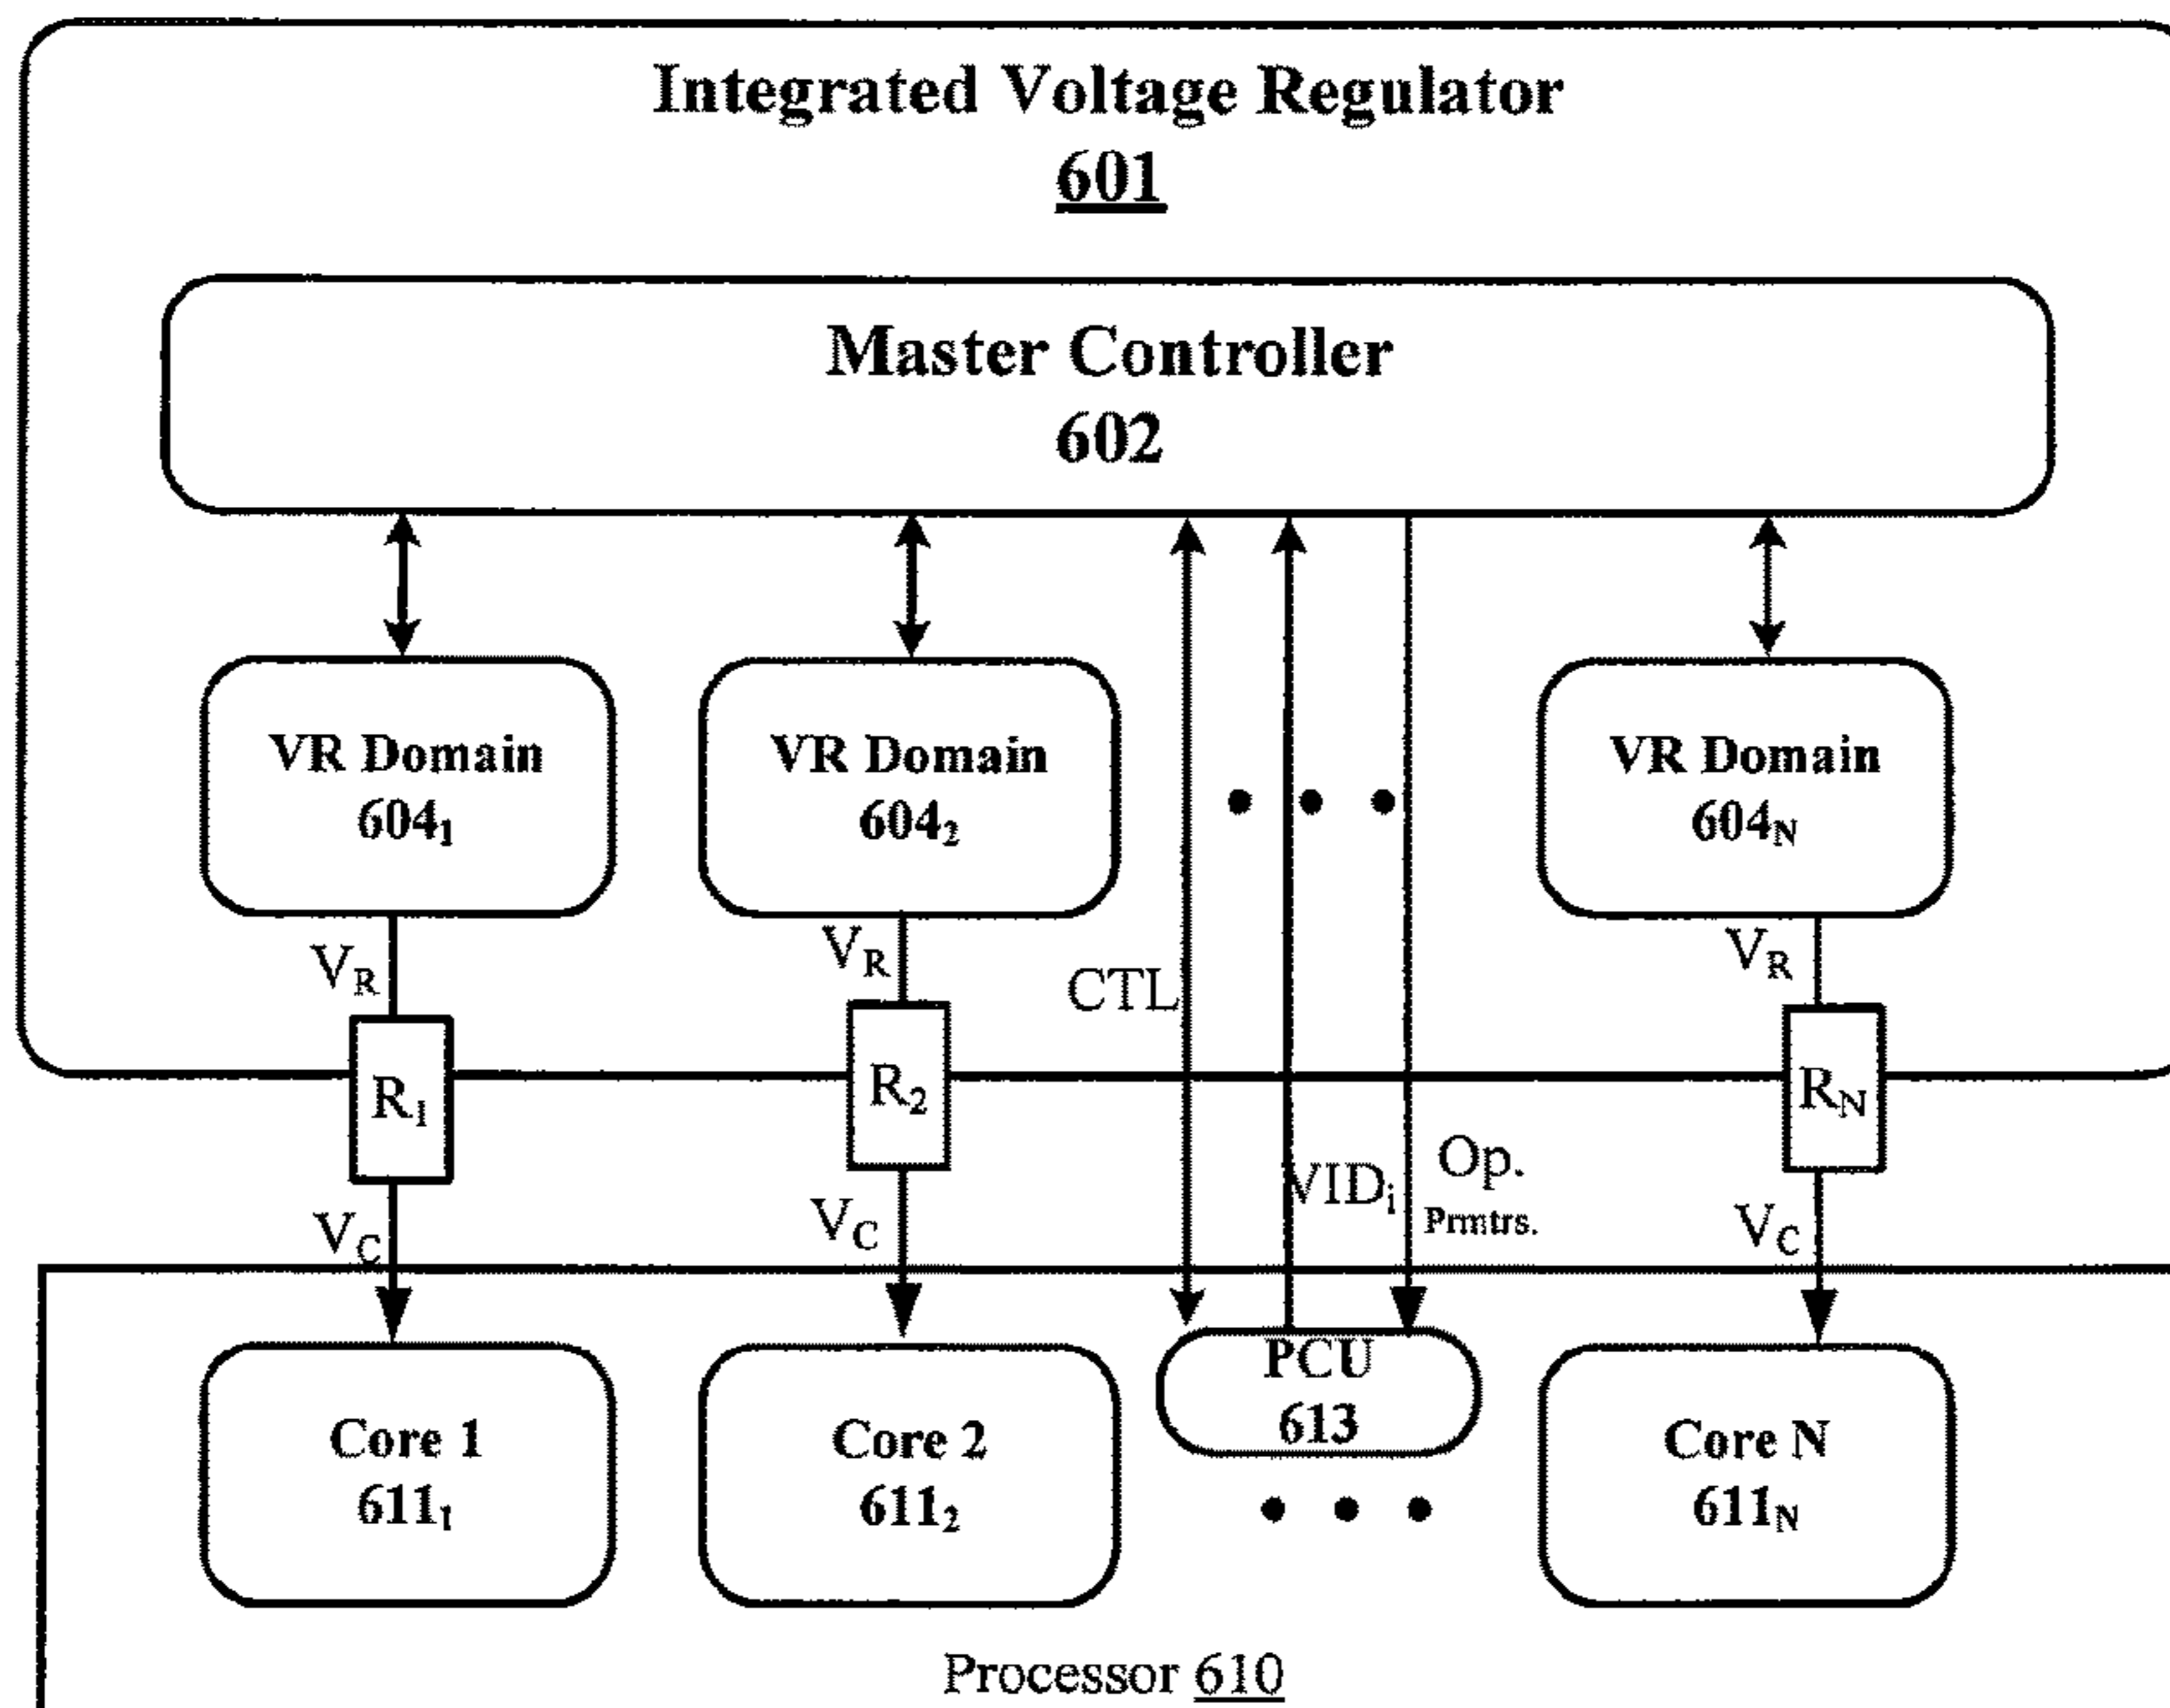 Integrated Voltage Regulator
601
Master Controller
602
VR Domain
604₁
VR Domain
604₂
VR Domain
604N
VR
VR
CTL
VR
R₁
R₂
RN
VIDi
Op.
Prmtrs.
VC
VC
VC
Core 1
611₁
Core 2
611₂
PCU
613
Core N
611N
Processor 610